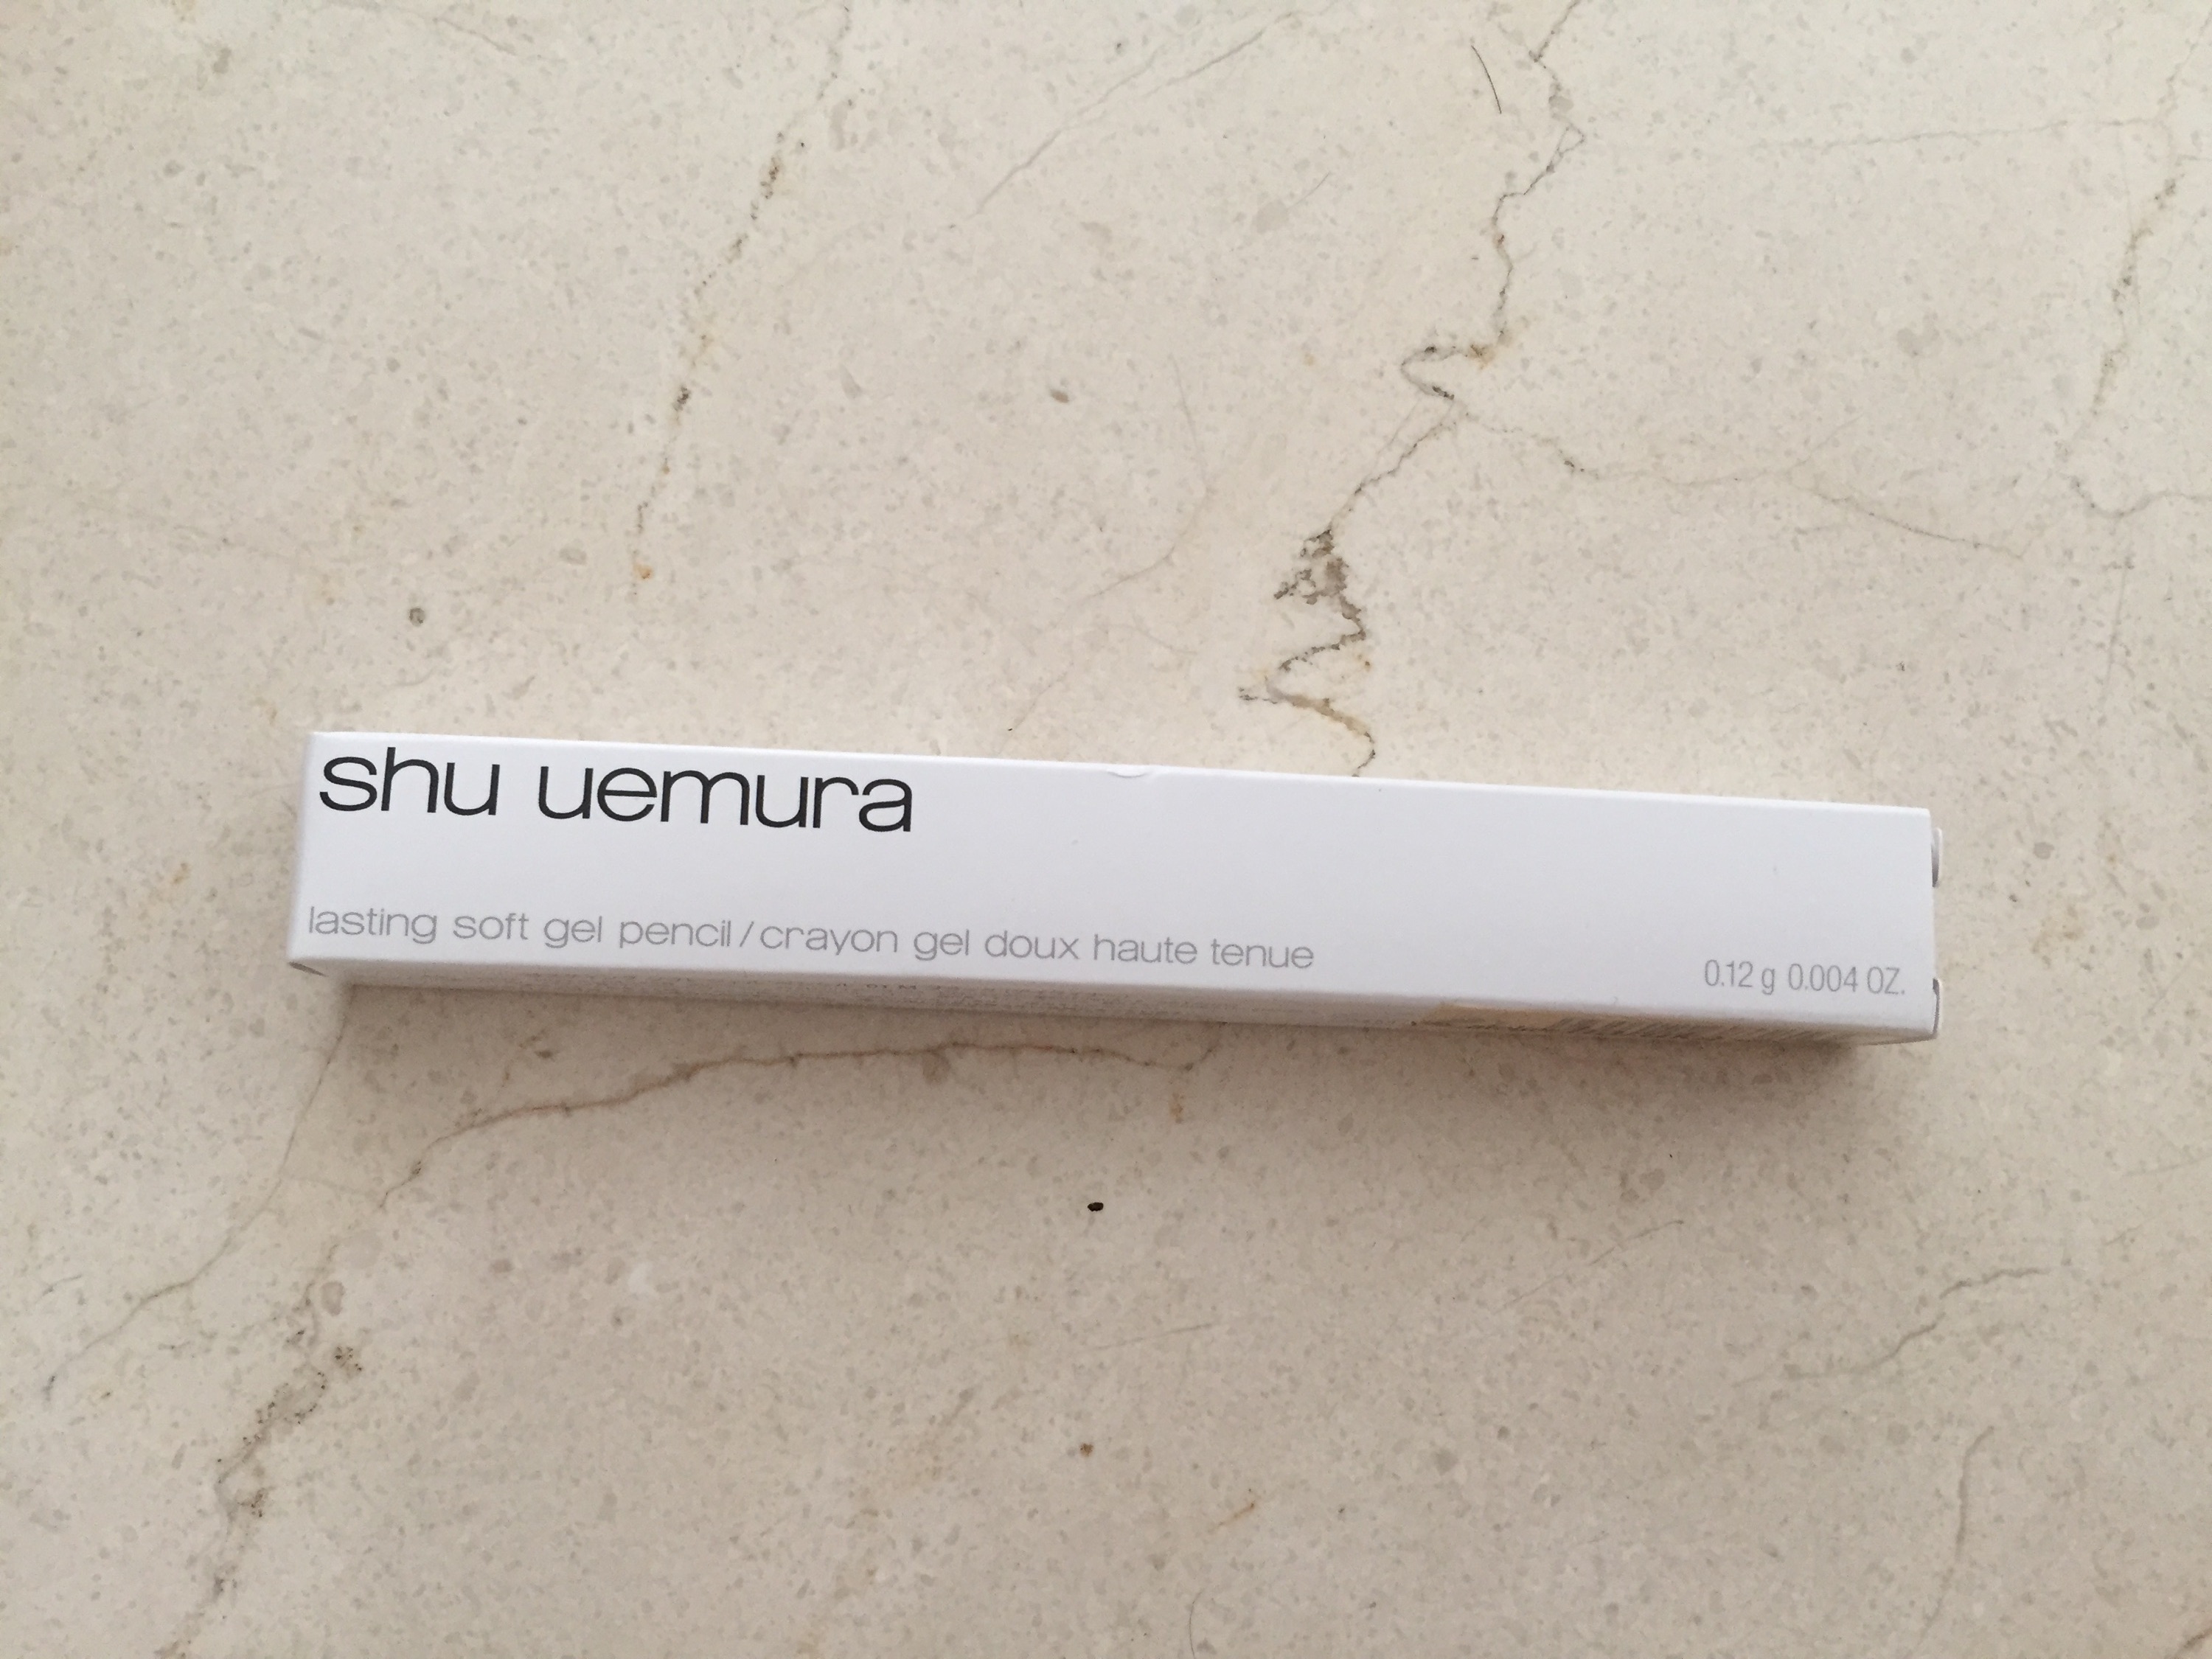 shu uemura
lasting soft gel pencil/crayon gel doux haute tenue
0.12 g 0.004 OZ.